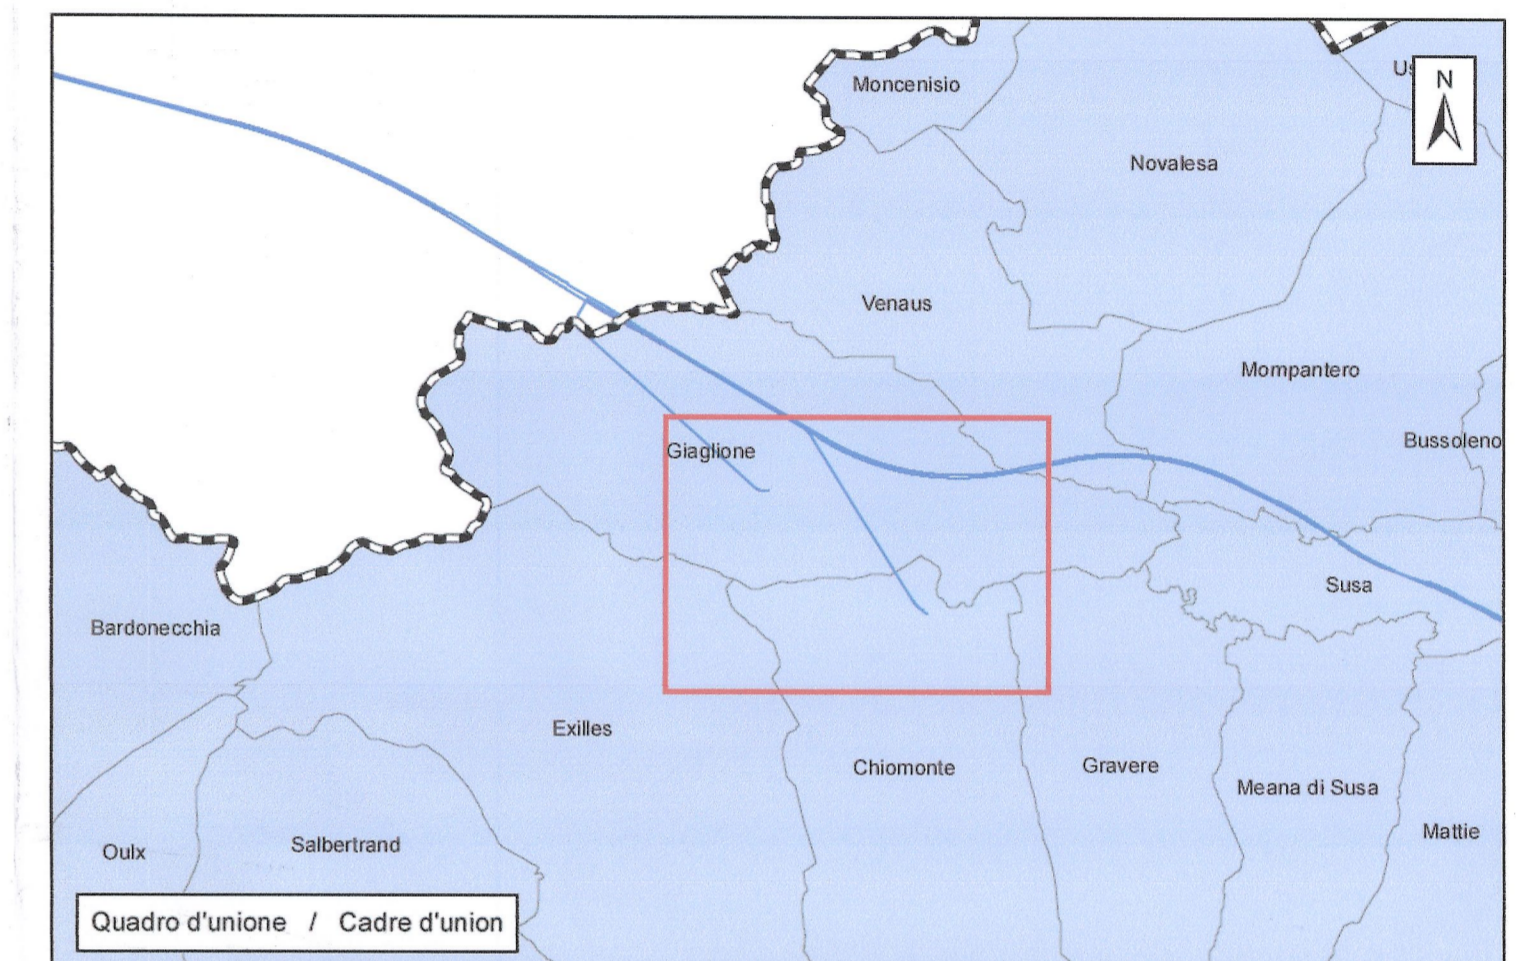 Moncenisio
N
Novalesa
Venaus
Mompantero
Bussoleno
Giaglione
Susa
Bardonecchia
Exilles
Chiomonte
Gravere
Meana di Susa
Mattie
Oulx
Salbertrand
Quadro d'unione / Cadre d'union